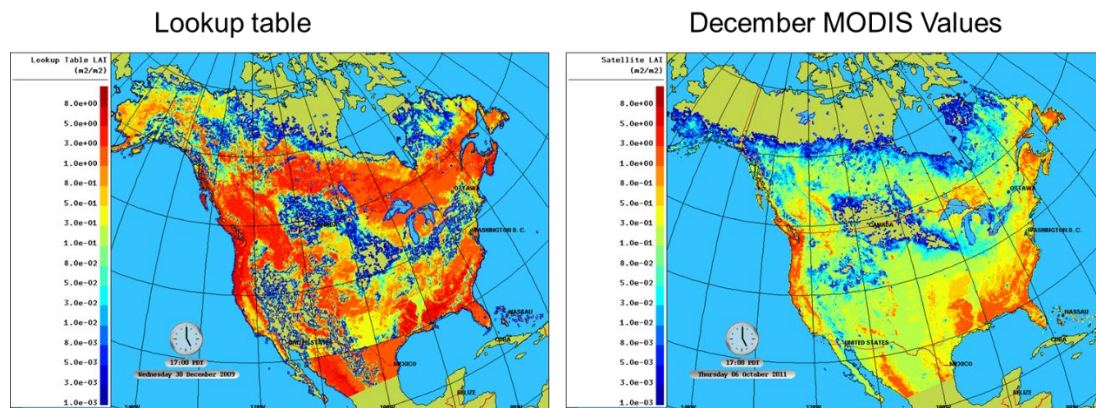 Lookup table
December MODIS Values
Lookup Table LAI
(m2/m2)
8.0e+00
5.0e+00
3.0e+00
1.0e+00
8.0e-01
5.0e-01
3.0e-01
1.0e-01
8.0e-02
5.0e-02
3.0e-02
1.0e-02
5.0e-03
3.0e-03
1.0e-03
OTTAWA
WASHINGTON D.C.
NASSAU
CUBA
UNITED STATES
MEXICO
BELIZE
17:00 PDT
Wednesday 30 December 2009
Satellite LAI
(m2/m2)
8.0e+00
5.0e+00
3.0e+00
1.0e+00
8.0e-01
5.0e-01
3.0e-01
1.0e-01
8.0e-02
5.0e-02
3.0e-02
1.0e-02
5.0e-03
3.0e-03
1.0e-03
OTTAWA
CANADA
WASHINGTON D.C.
NASSAU
CUBA
UNITED STATES
MEXICO
BELIZE
17:00 PDT
Thursday 06 October 2011